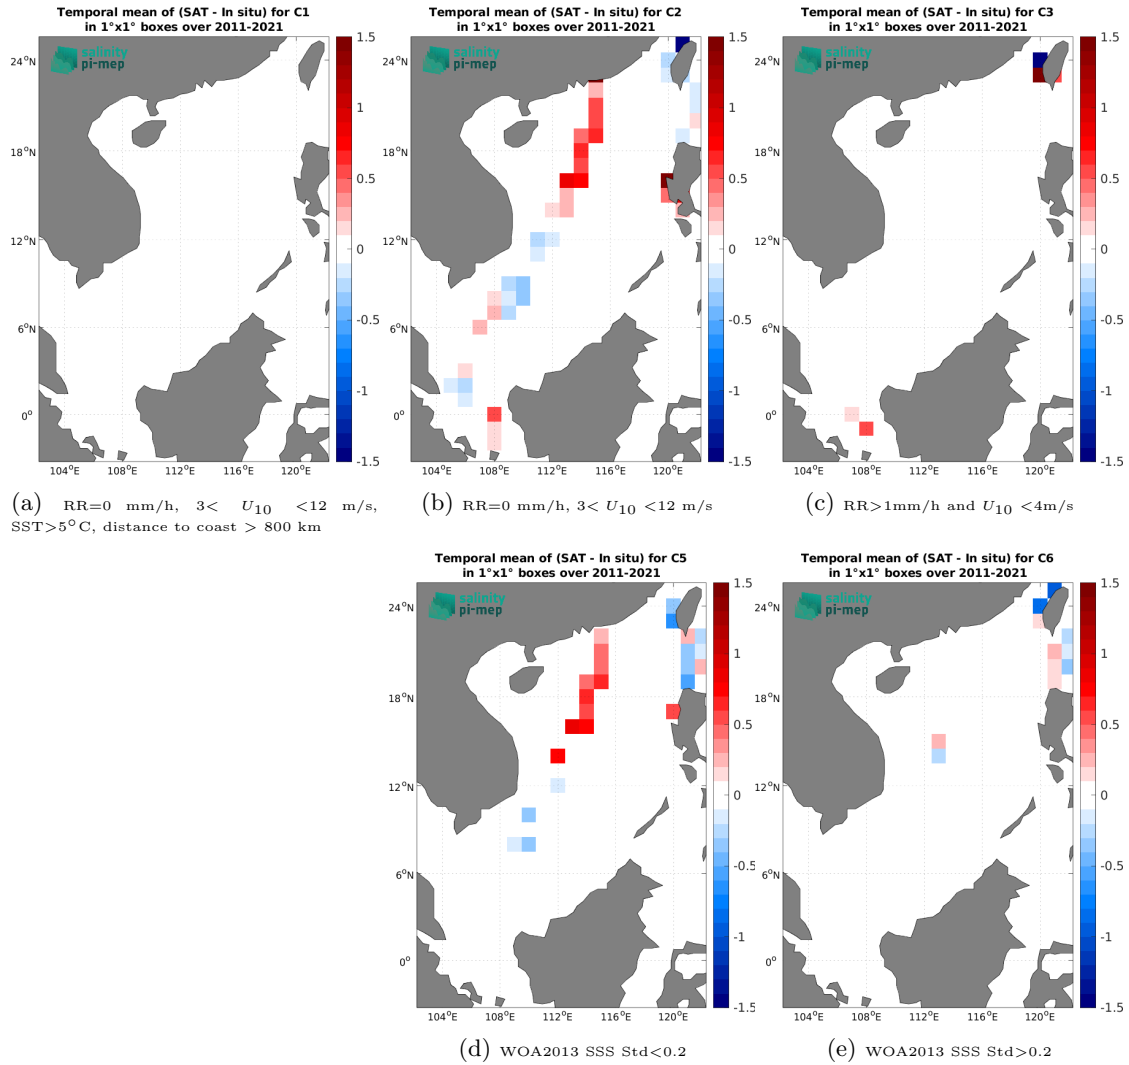 Temporal mean of (SAT - In situ) for C1
in 1°x1° boxes over 2011-2021
salinity
pi-mep
24°N
18°N
12°N
6°N
0°
104°E 108°E 112°E 116°E 120°E
1.5
1
0.5
0
-0.5
-1
-1.5
(a) RR=0 mm/h, 3< U10 <12 m/s,
SST>5°C, distance to coast > 800 km
Temporal mean of (SAT - In situ) for C2
in 1°x1° boxes over 2011-2021
salinity
pi-mep
24°N
18°N
12°N
6°N
0°
104°E 108°E 112°E 116°E 120°E
1.5
1
0.5
0
-0.5
-1
-1.5
(b) RR=0 mm/h, 3< U10 <12 m/s
Temporal mean of (SAT - In situ) for C3
in 1°x1° boxes over 2011-2021
salinity
pi-mep
24°N
18°N
12°N
6°N
0°
104°E 108°E 112°E 116°E 120°E
1.5
1
0.5
0
-0.5
-1
-1.5
(c) RR>1mm/h and U10 <4m/s
Temporal mean of (SAT - In situ) for C5
in 1°x1° boxes over 2011-2021
salinity
pi-mep
24°N
18°N
12°N
6°N
0°
104°E 108°E 112°E 116°E 120°E
1.5
1
0.5
0
-0.5
-1
-1.5
(d) WOA2013 SSS Std<0.2
Temporal mean of (SAT - In situ) for C6
in 1°x1° boxes over 2011-2021
salinity
pi-mep
24°N
18°N
12°N
6°N
0°
104°E 108°E 112°E 116°E 120°E
1.5
1
0.5
0
-0.5
-1
-1.5
(e) WOA2013 SSS Std>0.2